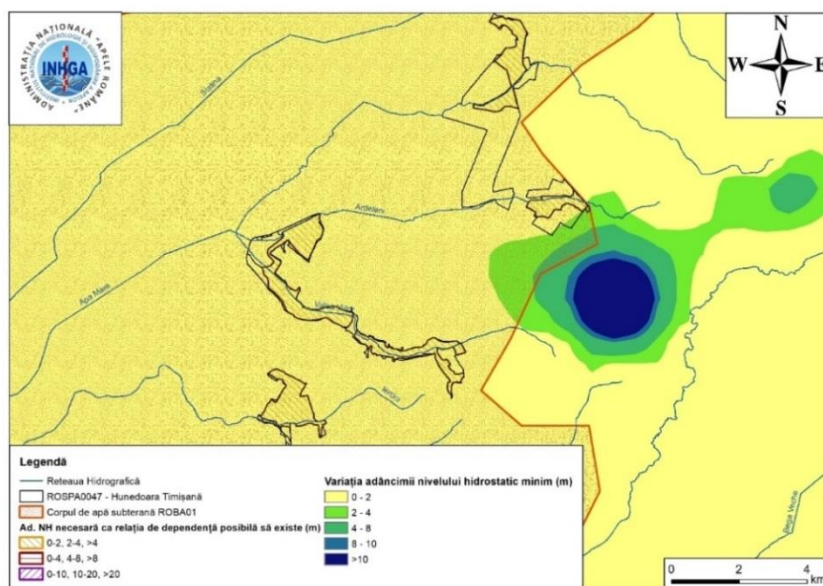 ADMINISTRAȚIA NAȚIONALĂ "APELE ROMÂNE"
INHGA
N
W E
S
Ardeleni
Apa Mare
Legendă
Reteaua Hidrografică
ROSPA0047 - Hunedoara Timișană
Corpul de apă subterană ROBA01
Ad. NH necesară ca relația de dependență posibilă să existe (m)
0-2, 2-4, >4
0-4, 4-8, >8
0-10, 10-20, >20
Variația adâncimii nivelului hidrostatic minim (m)
0 - 2
2 - 4
4 - 8
8 - 10
>10
Bega Veche
0 2 4
km